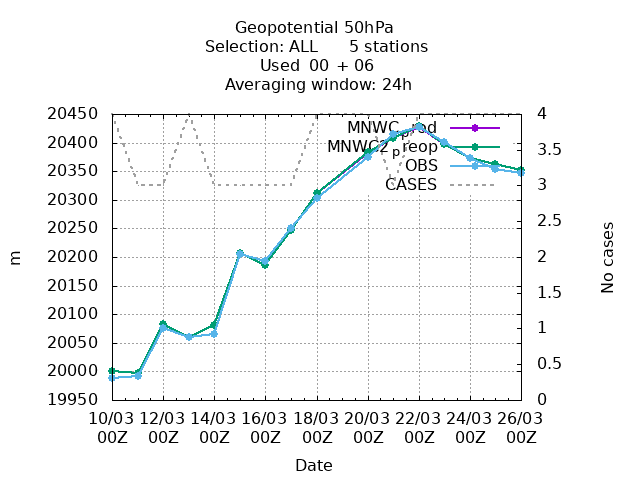 Geopotential 50hPa
Selection: ALL 5 stations
Used 00 + 06
Averaging window: 24h
20450
20400
20350
20300
20250
20200
20150
20100
20050
20000
19950
m
4
3.5
3
2.5
2
1.5
1
0.5
0
No cases
MNWC_prod
MNWC2_preop
OBS
CASES
10/03 12/03 14/03 16/03 18/03 20/03 22/03 24/03 26/03
00Z 00Z 00Z 00Z 00Z 00Z 00Z 00Z 00Z
Date